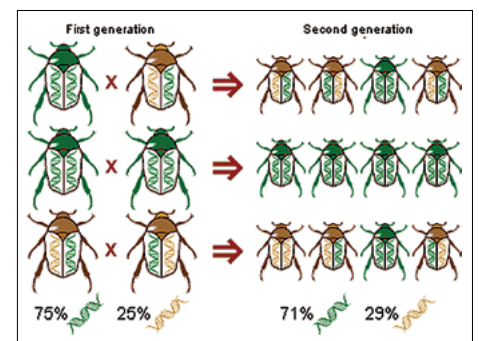 First generation
Second generation
x
x
x
75% 25%
71% 29%